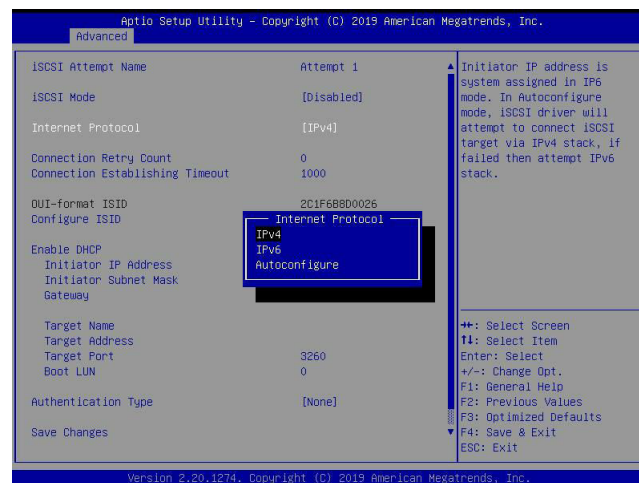 Aptio Setup Utility – Copyright (C) 2019 American Megatrends, Inc.
Advanced
iSCSI Attempt Name Attempt 1
iSCSI Mode [Disabled]
Internet Protocol [IPv4]
Connection Retry Count 0
Connection Establishing Timeout 1000
OUI-format ISID 2C1F6B8D0026
Configure ISID
Enable DHCP
Initiator IP Address
Initiator Subnet Mask
Gateway
Target Name
Target Address
Target Port 3260
Boot LUN 0
Authentication Type [None]
Save Changes
Internet Protocol
IPv4
IPv6
Autoconfigure
Initiator IP address is
system assigned in IP6
mode. In Autoconfigure
mode, iSCSI driver will
attempt to connect iSCSI
target via IPv4 stack, if
failed then attempt IPv6
stack.
→←: Select Screen
↑↓: Select Item
Enter: Select
+/-: Change Opt.
F1: General Help
F2: Previous Values
F3: Optimized Defaults
F4: Save & Exit
ESC: Exit
Version 2.20.1274. Copyright (C) 2019 American Megatrends, Inc.